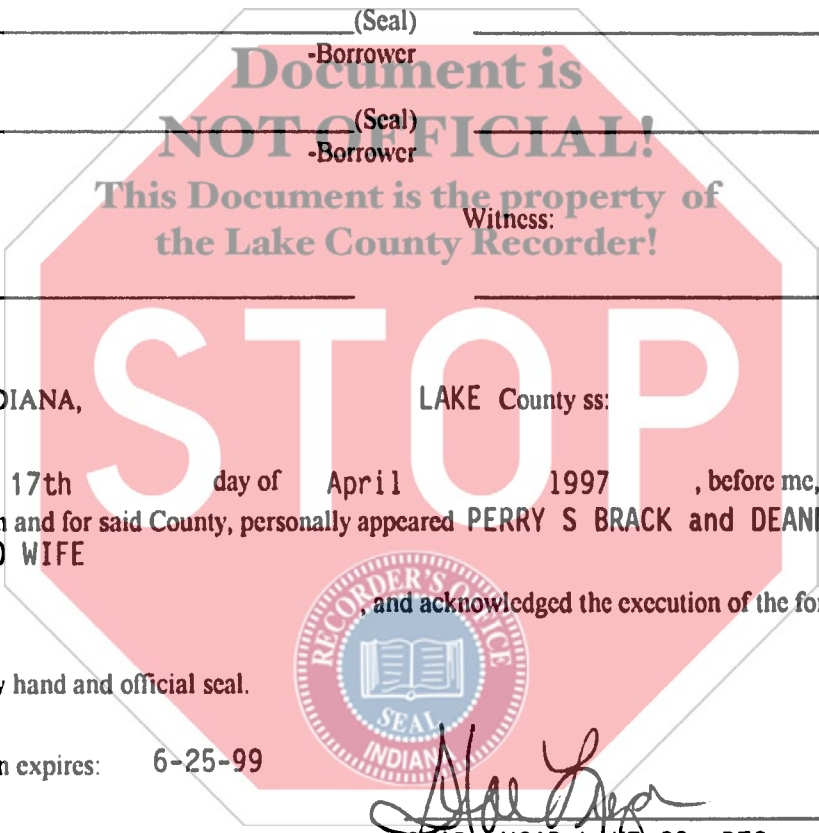 (Seal)
-Borrower
Document is
(Seal)
NOT OFFICIAL!
-Borrower
This Document is the property of
Witness:
the Lake County Recorder!
STOP
DIANA, LAKE County ss:
17th day of April 1997 , before me,
and for said County, personally appeared PERRY S BRACK and
WIFE
RECORDER'S OFFICE
, and acknowledged the execution of the
SEAL
INDIANA
hand and official seal.
expires: 6-25-99